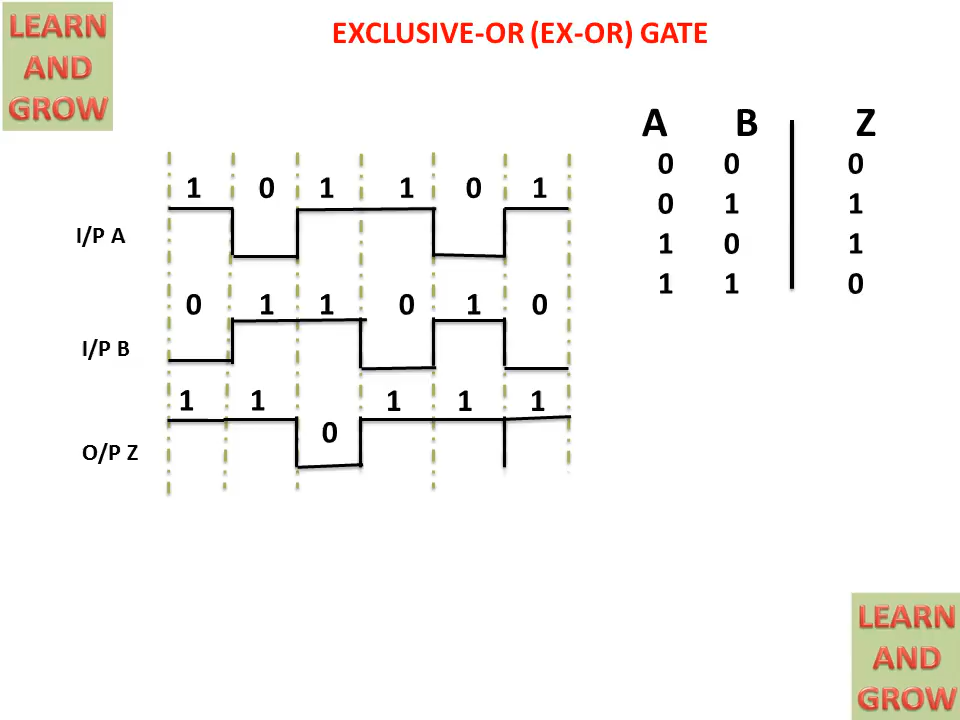 LEARN
AND
GROW
EXCLUSIVE-OR (EX-OR) GATE
A B Z
0 0 0
0 1 1
1 0 1
1 1 0
1 0 1 1 0 1
I/P A
0 1 1 0 1 0
I/P B
1 1 0 1 1 1
O/P Z
LEARN
AND
GROW